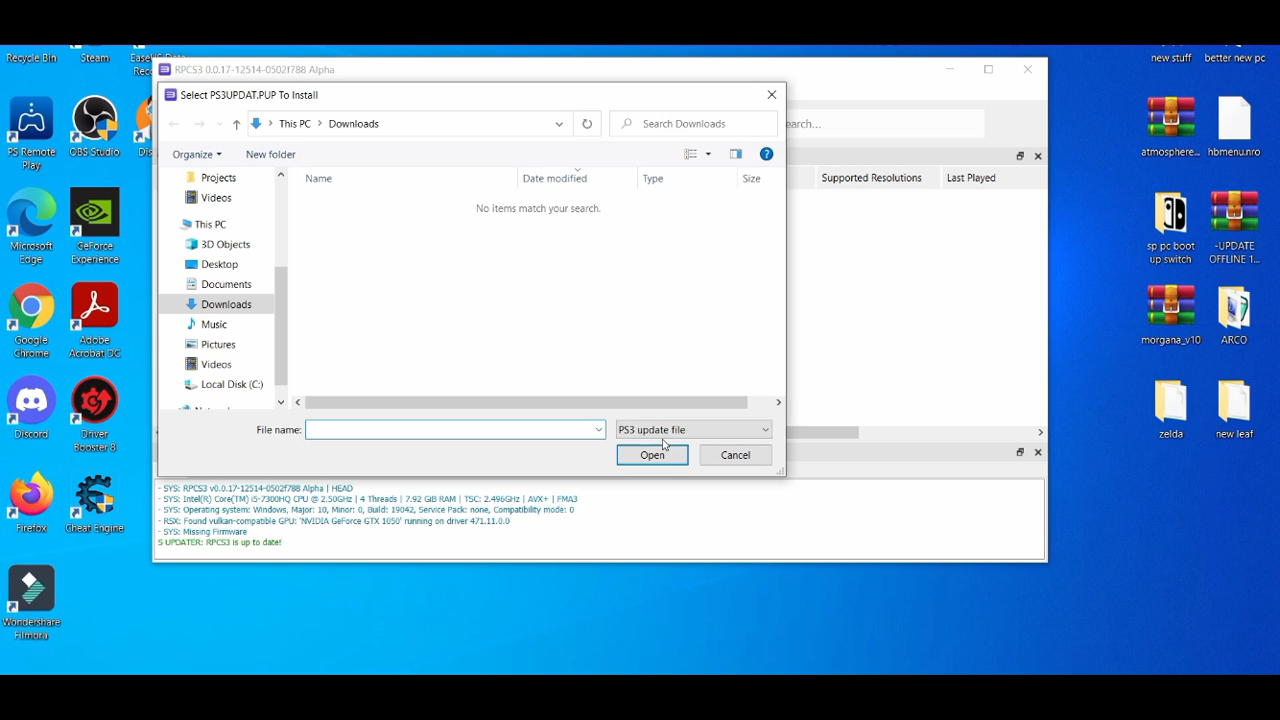 Recycle Bin
Steam
EaseUS Data
Reco
new stuff
better new pc
RPCS3 0.0.17-12514-0502f788 Alpha
Select PS3UPDAT.PUP To Install
This PC
Downloads
Search Downloads
earch...
Organize
New folder
Projects
Videos
This PC
3D Objects
Desktop
Documents
Downloads
Music
Pictures
Videos
Local Disk (C:)
Name
Date modified
Type
Size
No items match your search.
Supported Resolutions
Last Played
File name:
PS3 update file
Open
Cancel
- SYS: RPCS3 v0.0.17-12514-0502f788 Alpha | HEAD
- SYS: Intel(R) Core(TM) i5-7300HQ CPU @ 2.50GHz | 4 Threads | 7.92 GiB RAM | TSC: 2.496GHz | AVX+ | FMA3
- SYS: Operating system: Windows, Major: 10, Minor: 0, Build: 19042, Service Pack: none, Compatibility mode: 0
- RSX: Found vulkan-compatible GPU: 'NVIDIA GeForce GTX 1050' running on driver 471.11.0.0
- SYS: Missing Firmware
S UPDATER: RPCS3 is up to date!
PS Remote
Play
OBS Studio
Dis
Microsoft
Edge
GeForce
Experience
Google
Chrome
Adobe
Acrobat DC
Discord
Driver
Booster 8
Firefox
Cheat Engine
Wondershare
Filmora
atmosphere...
hbmenu.nro
sp pc boot
up switch
-UPDATE
OFFLINE 1...
morgana_v10
ARCO
zelda
new leaf